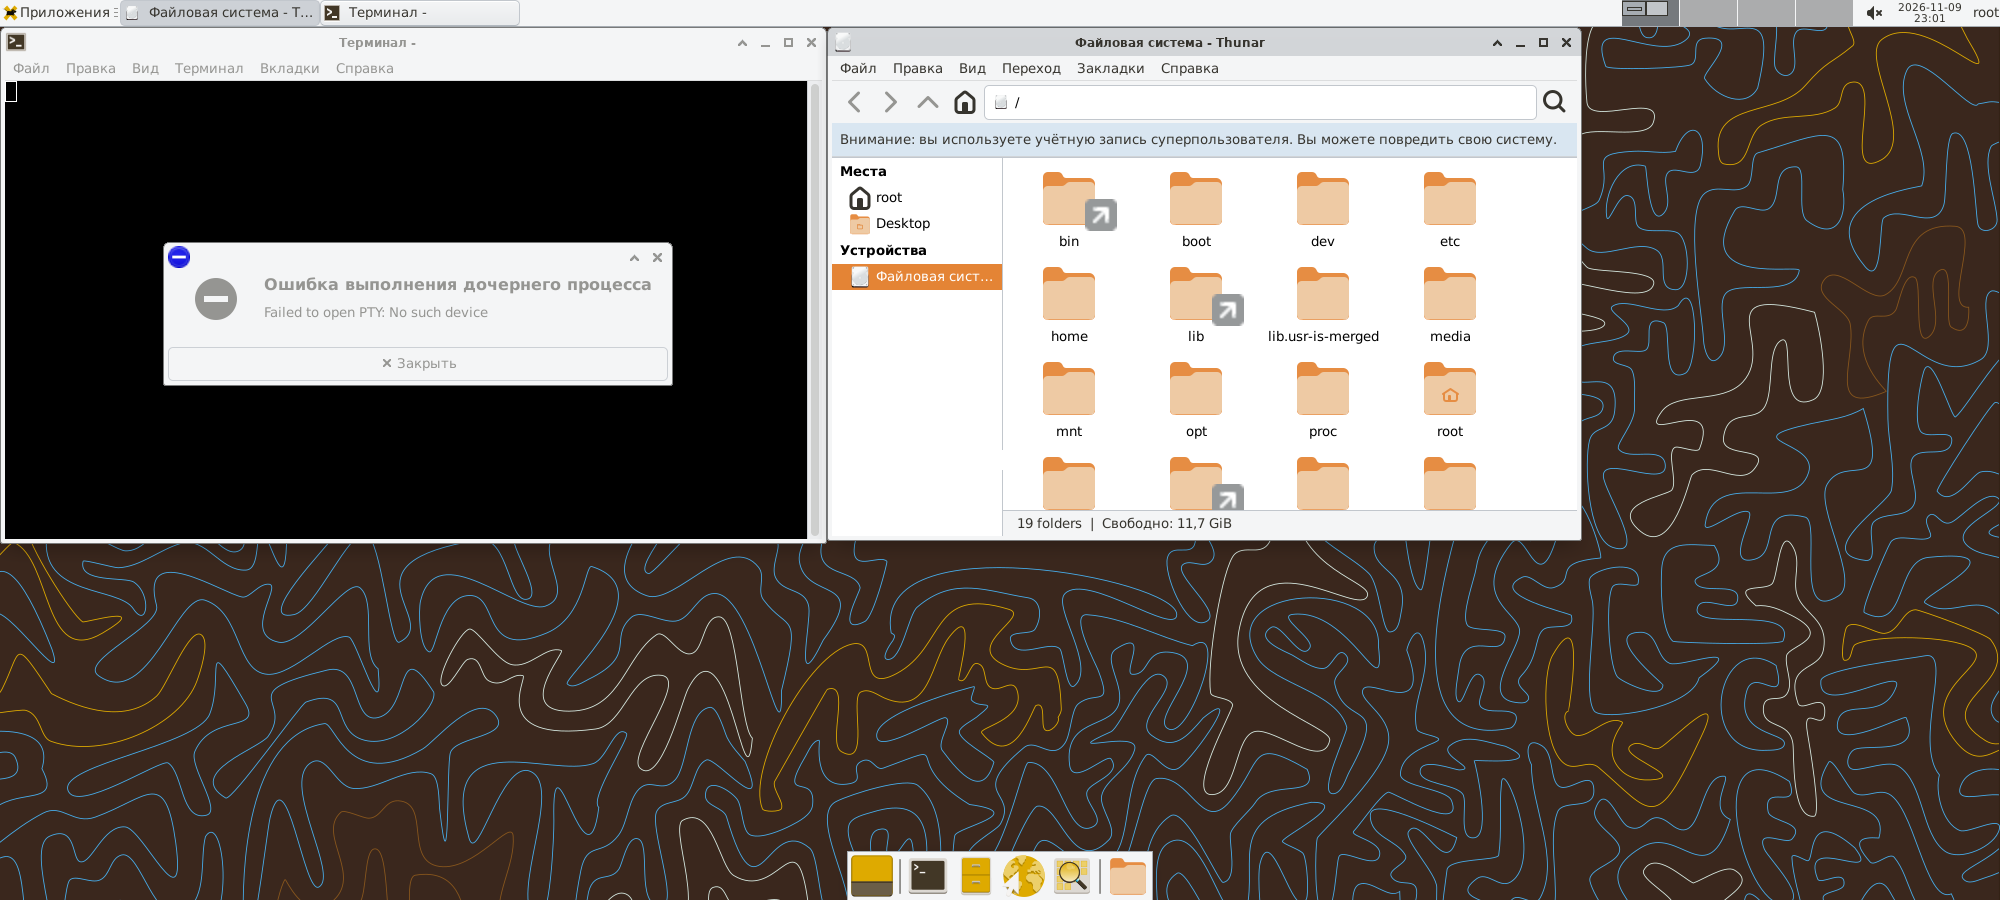 Приложения
Файловая система - Т...
Терминал -
2026-11-09
23:01
root
Терминал -
Файл Правка Вид Терминал Вкладки Справка
Ошибка выполнения дочернего процесса
Failed to open PTY: No such device
Закрыть
Файловая система - Thunar
Файл Правка Вид Переход Закладки Справка
/
Внимание: вы используете учётную запись суперпользователя. Вы можете повредить свою систему.
Места
root
Desktop
Устройства
Файловая сист...
bin boot dev etc
home lib lib.usr-is-merged media
mnt opt proc root
19 folders | Свободно: 11,7 GiB